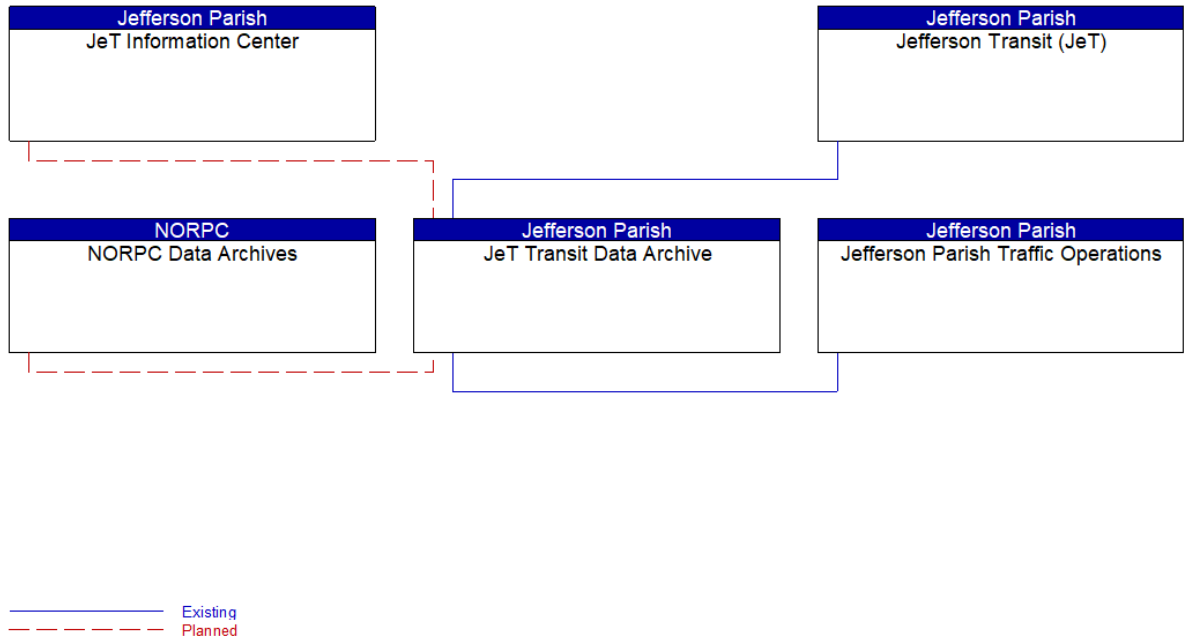 Jefferson Parish
JeT Information Center
Jefferson Parish
Jefferson Transit (JeT)
NORPC
NORPC Data Archives
Jefferson Parish
JeT Transit Data Archive
Jefferson Parish
Jefferson Parish Traffic Operations
Existing
Planned